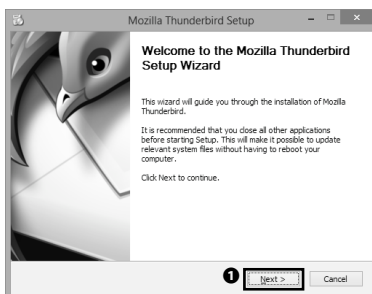 Mozilla Thunderbird Setup
Welcome to the Mozilla Thunderbird
Setup Wizard
This wizard will guide you through the installation of Mozilla
Thunderbird.
It is recommended that you close all other applications
before starting Setup. This will make it possible to update
relevant system files without having to reboot your
computer.
Click Next to continue.
1 Next > Cancel